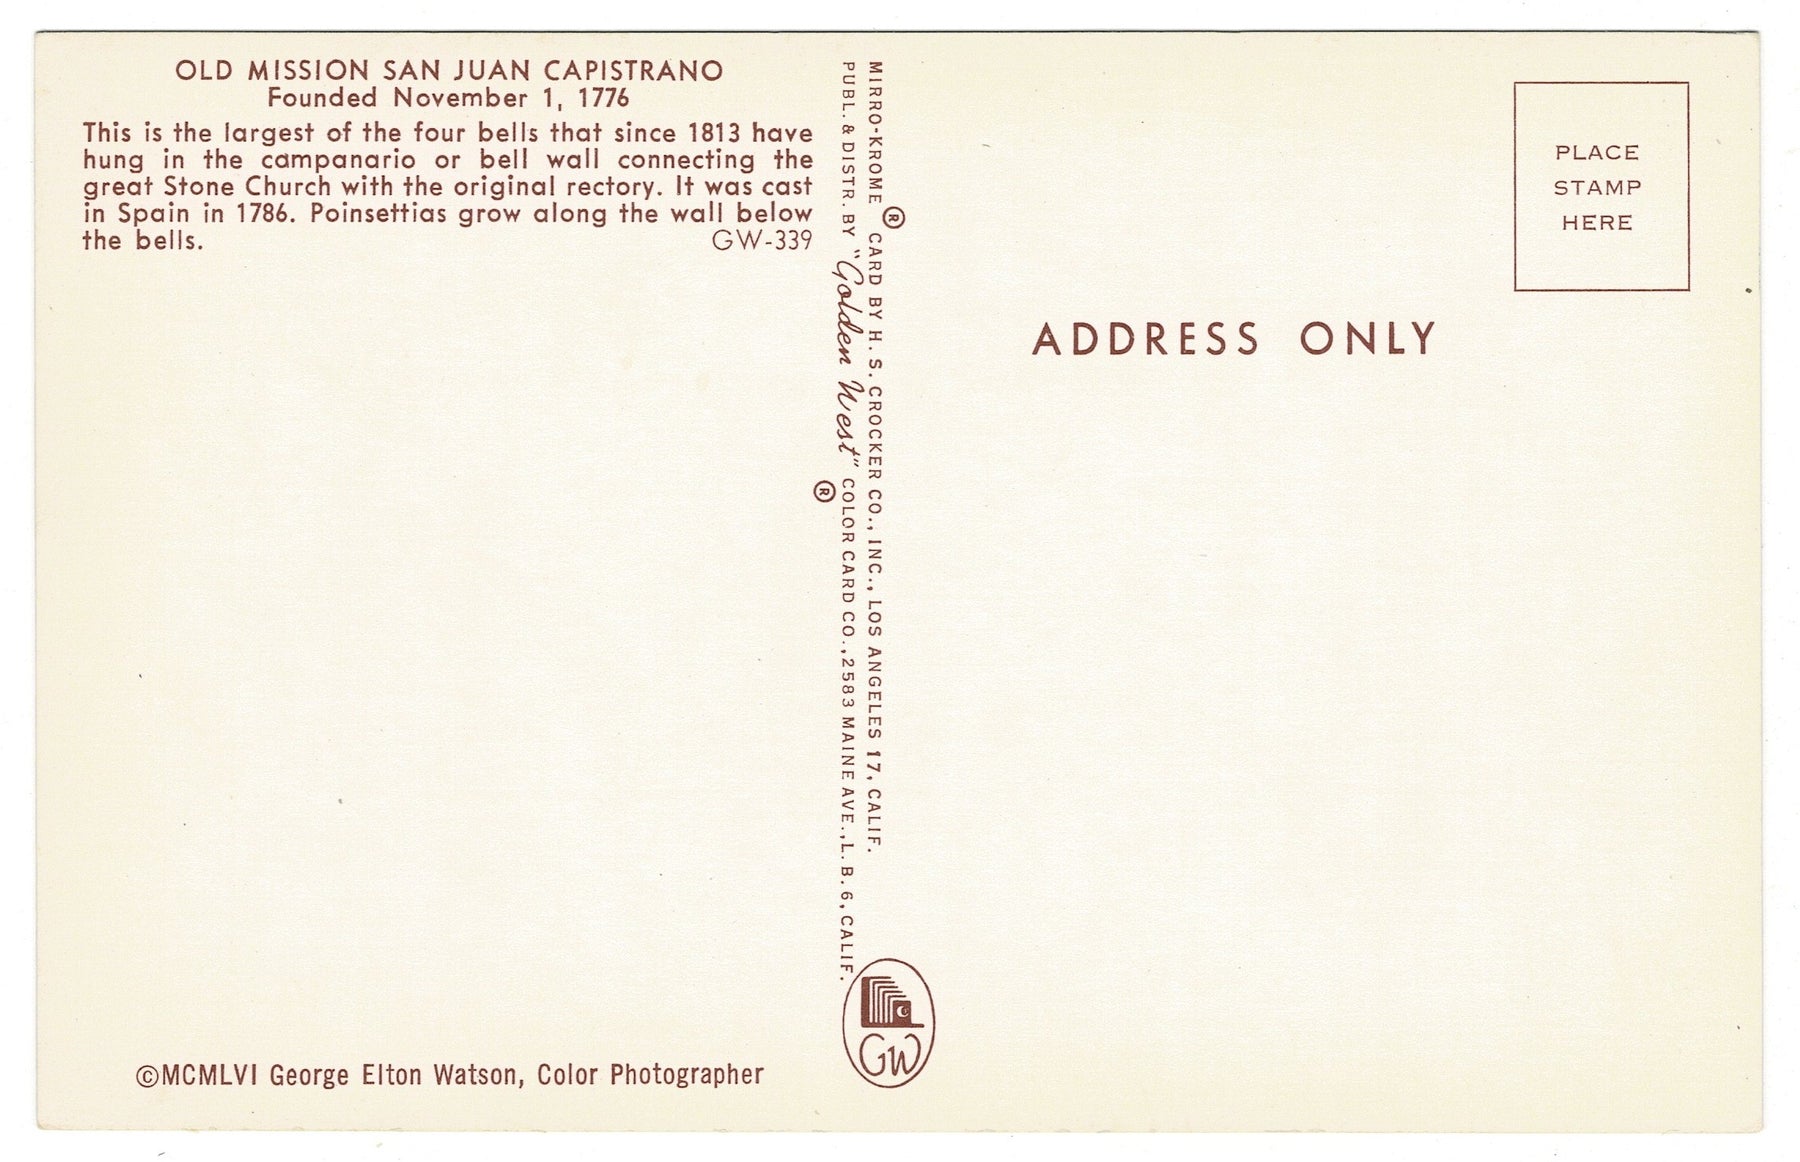 OLD MISSION SAN JUAN CAPISTRANO
Founded November 1, 1776
This is the largest of the four bells that since 1813 have
hung in the campanario or bell wall connecting the
great Stone Church with the original rectory. It was cast
in Spain in 1786. Poinsettias grow along the wall below
the bells. GW-339
©MCMLVI George Elton Watson, Color Photographer
MIRRO-KROME ® CARD BY H. S. CROCKER CO., INC., LOS ANGELES 17, CALIF.
PUBL. & DISTR. BY "Golden West" ® COLOR CARD CO., 2583 MAINE AVE., L. B. 6, CALIF.
GW
PLACE
STAMP
HERE
ADDRESS ONLY